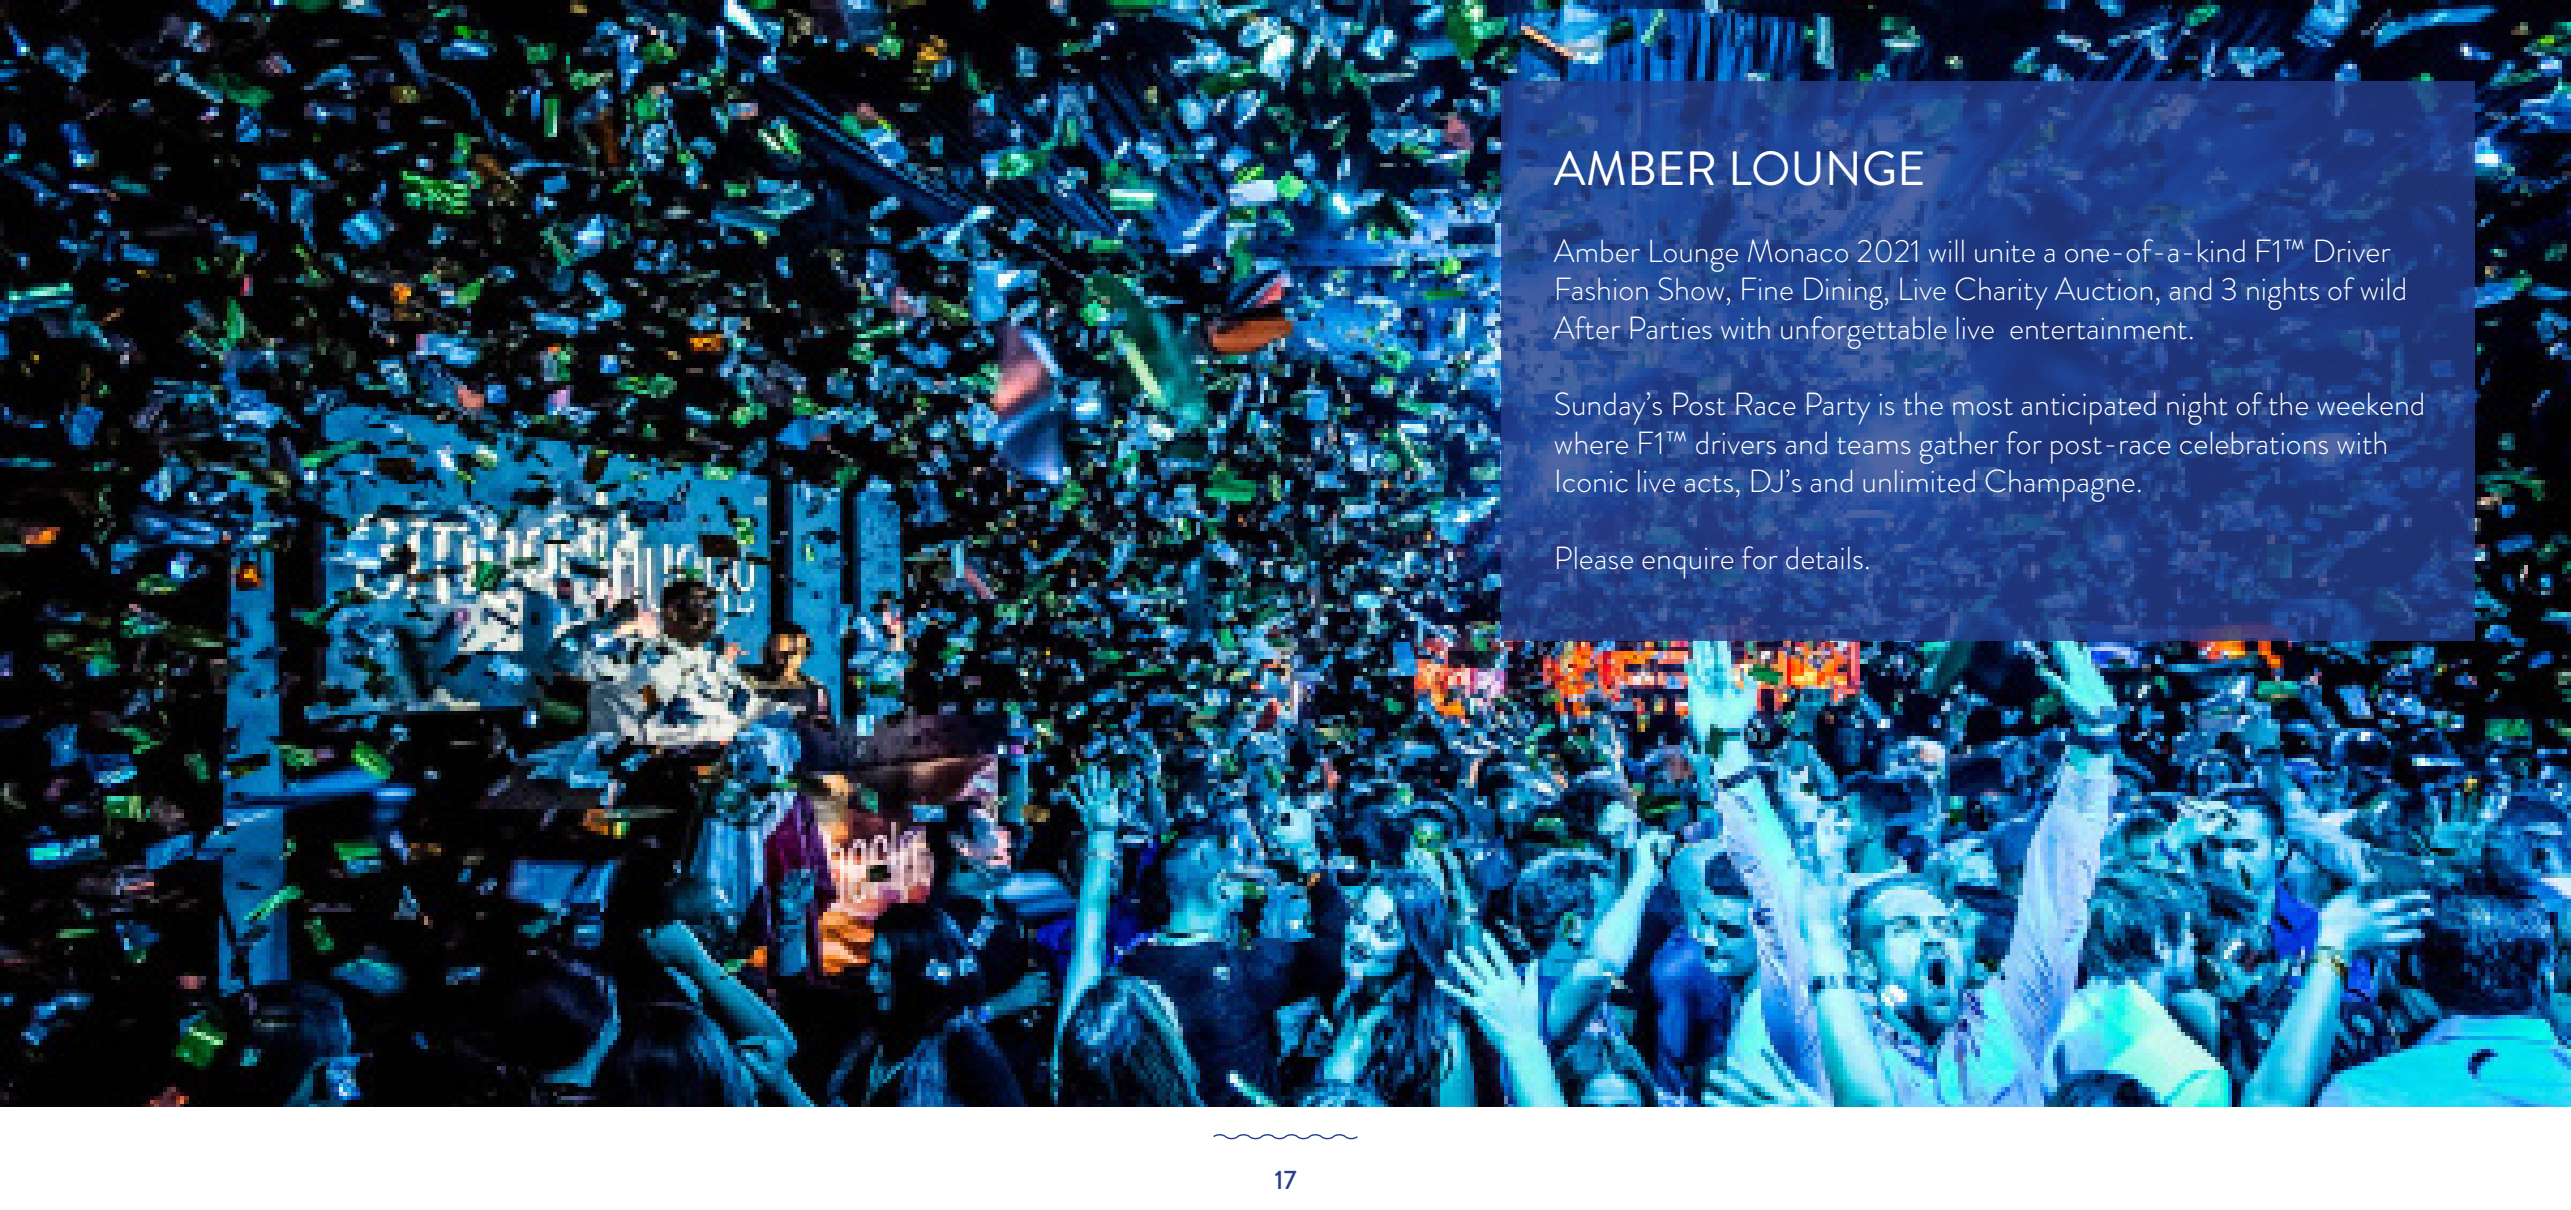 AMBER LOUNGE
Amber Lounge Monaco 2021 will unite a one-of-a-kind F1™ Driver
Fashion Show, Fine Dining, Live Charity Auction, and 3 nights of wild
After Parties with unforgettable live entertainment.
Sunday’s Post Race Party is the most anticipated night of the weekend
where F1™ drivers and teams gather for post-race celebrations with
Iconic live acts, DJ’s and unlimited Champagne.
Please enquire for details.
17